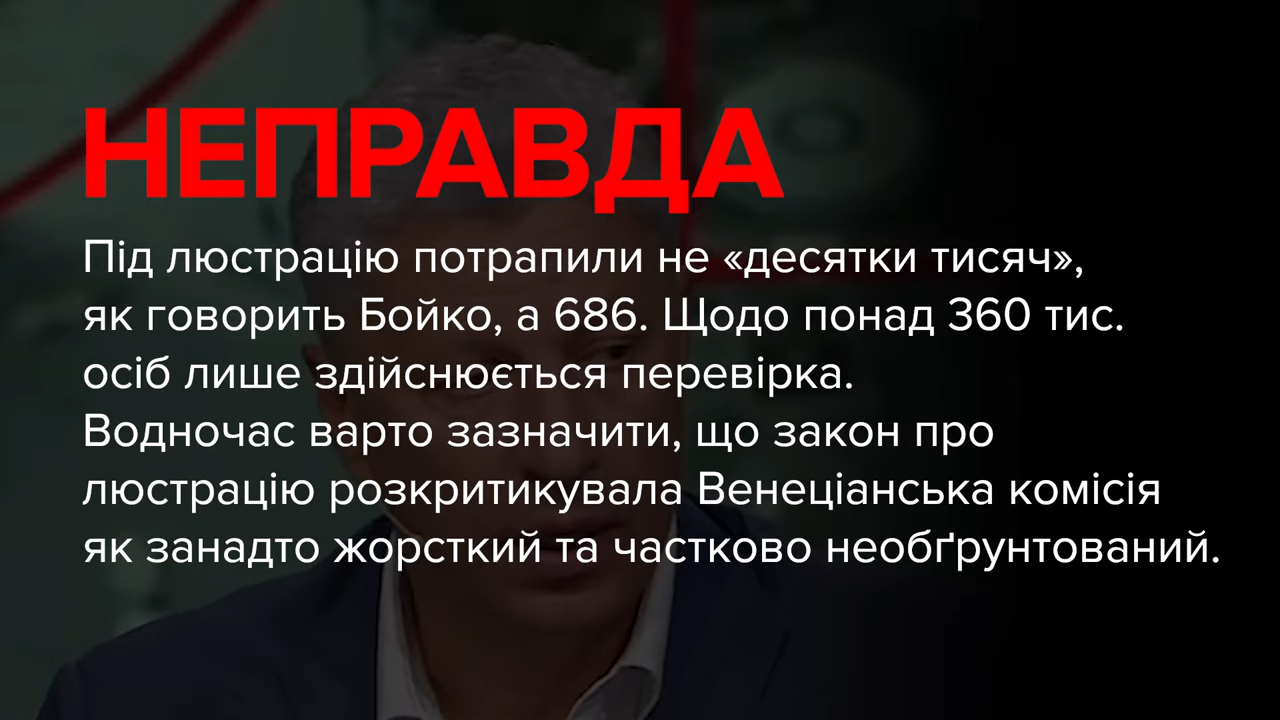 НЕПРАВДА
Під люстрацію потрапили не «десятки тисяч»,
як говорить Бойко, а 686. Щодо понад 360 тис.
осіб лише здійснюється перевірка.
Водночас варто зазначити, що закон про
люстрацію розкритикувала Венеціанська комісія
як занадто жорсткий та частково необґрунтований.